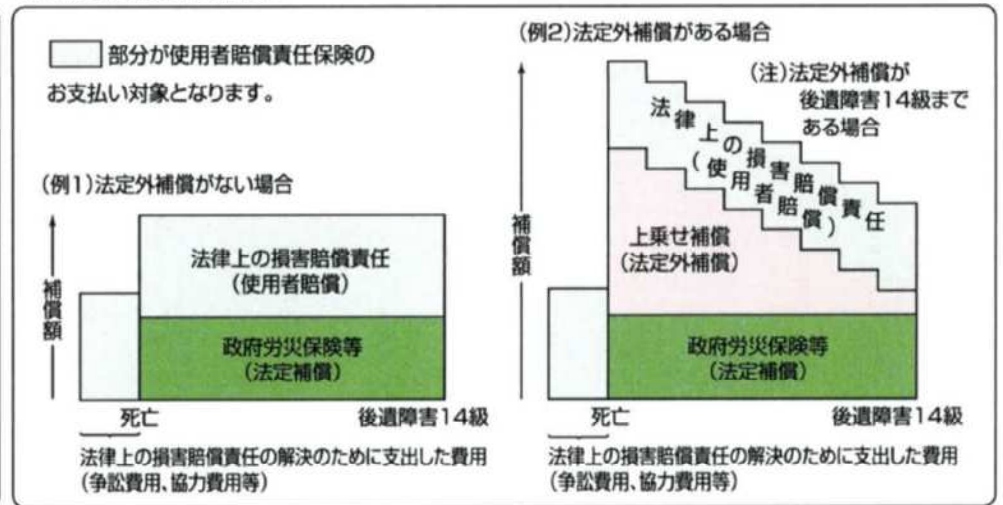 部分が使用者賠償責任保険の
お支払い対象となります。
(例1)法定外補償がない場合
補償額
法律上の損害賠償責任
(使用者賠償)
政府労災保険等
(法定補償)
死亡
後遺障害14級
法律上の損害賠償責任の解決のために支出した費用
(争訟費用、協力費用等)
(例2)法定外補償がある場合
(注)法定外補償が
後遺障害14級まで
ある場合
補償額
法律上の損害賠償責任
(使用者賠償)
上乗せ補償
(法定外補償)
政府労災保険等
(法定補償)
死亡
後遺障害14級
法律上の損害賠償責任の解決のために支出した費用
(争訟費用、協力費用等)